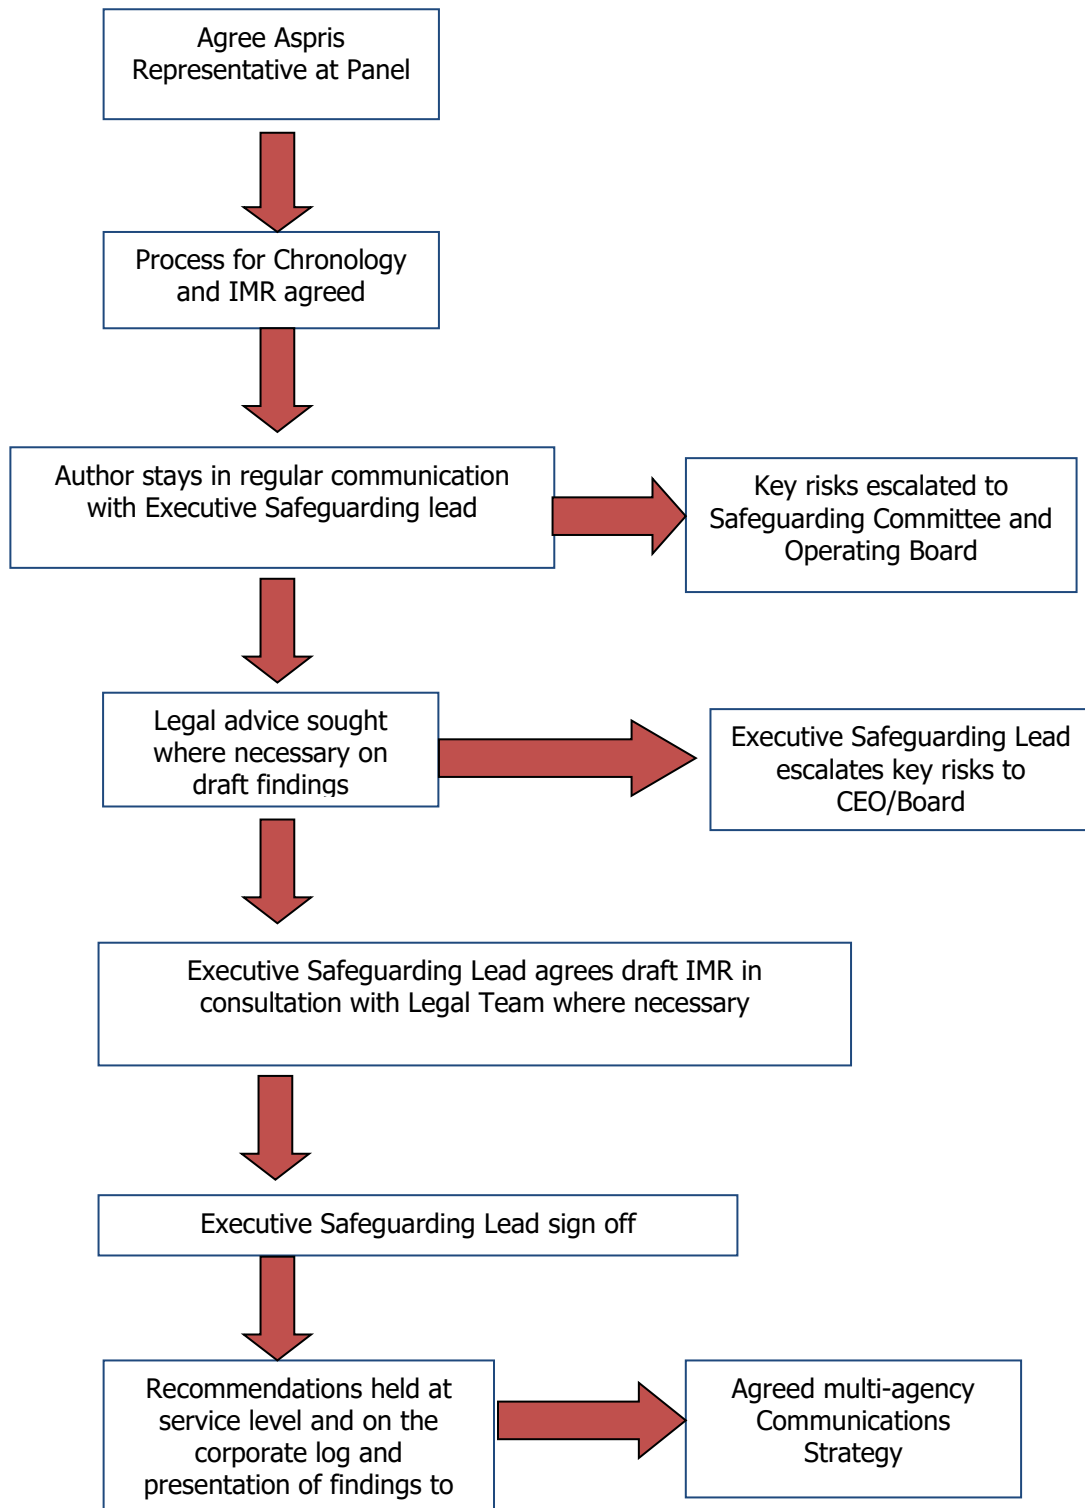 Agree Aspris
Representative at Panel
Process for Chronology
and IMR agreed
Author stays in regular communication
with Executive Safeguarding lead
Key risks escalated to
Safeguarding Committee and
Operating Board
Legal advice sought
where necessary on
draft findings
Executive Safeguarding Lead
escalates key risks to
CEO/Board
Executive Safeguarding Lead agrees draft IMR in
consultation with Legal Team where necessary
Executive Safeguarding Lead sign off
Recommendations held at
service level and on the
corporate log and
presentation of findings to
Agreed multi-agency
Communications
Strategy